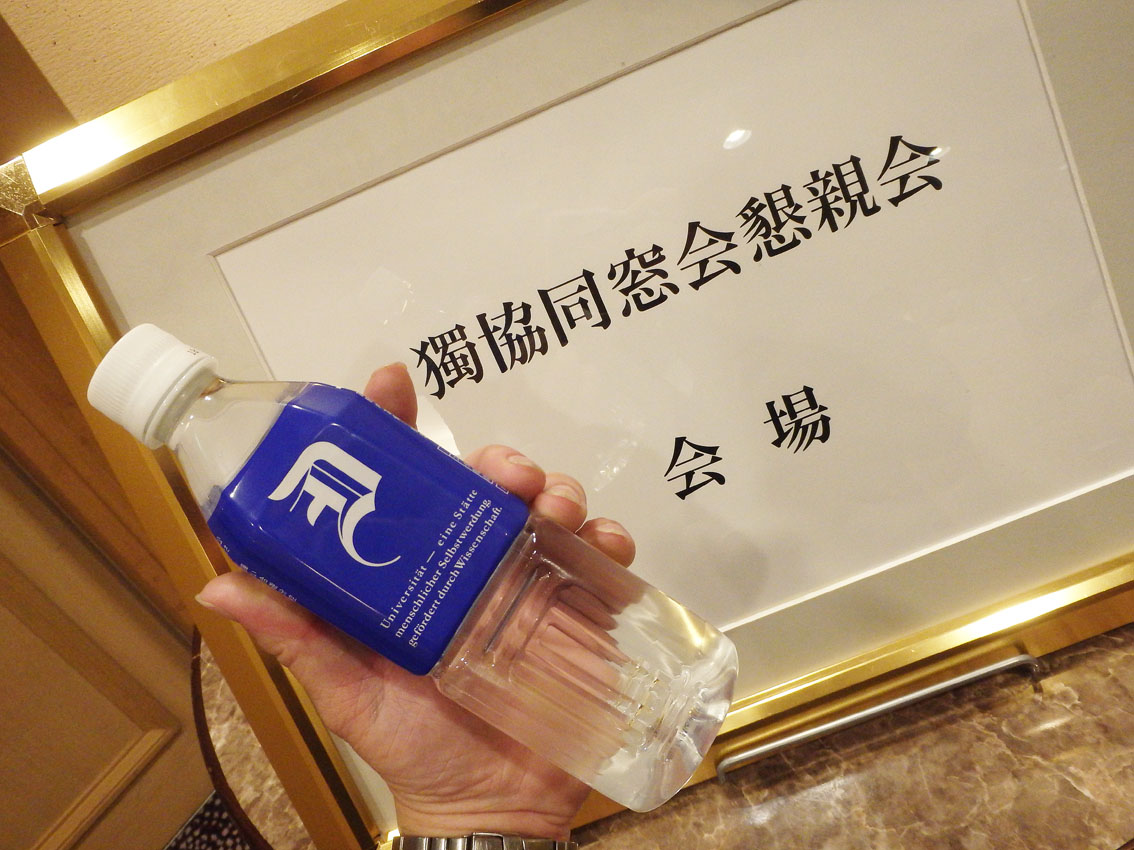 獨協同窓会懇親会
会場
Universität — eine Stätte
menschlicher Selbstwerdung,
gefördert durch Wissenschaft.